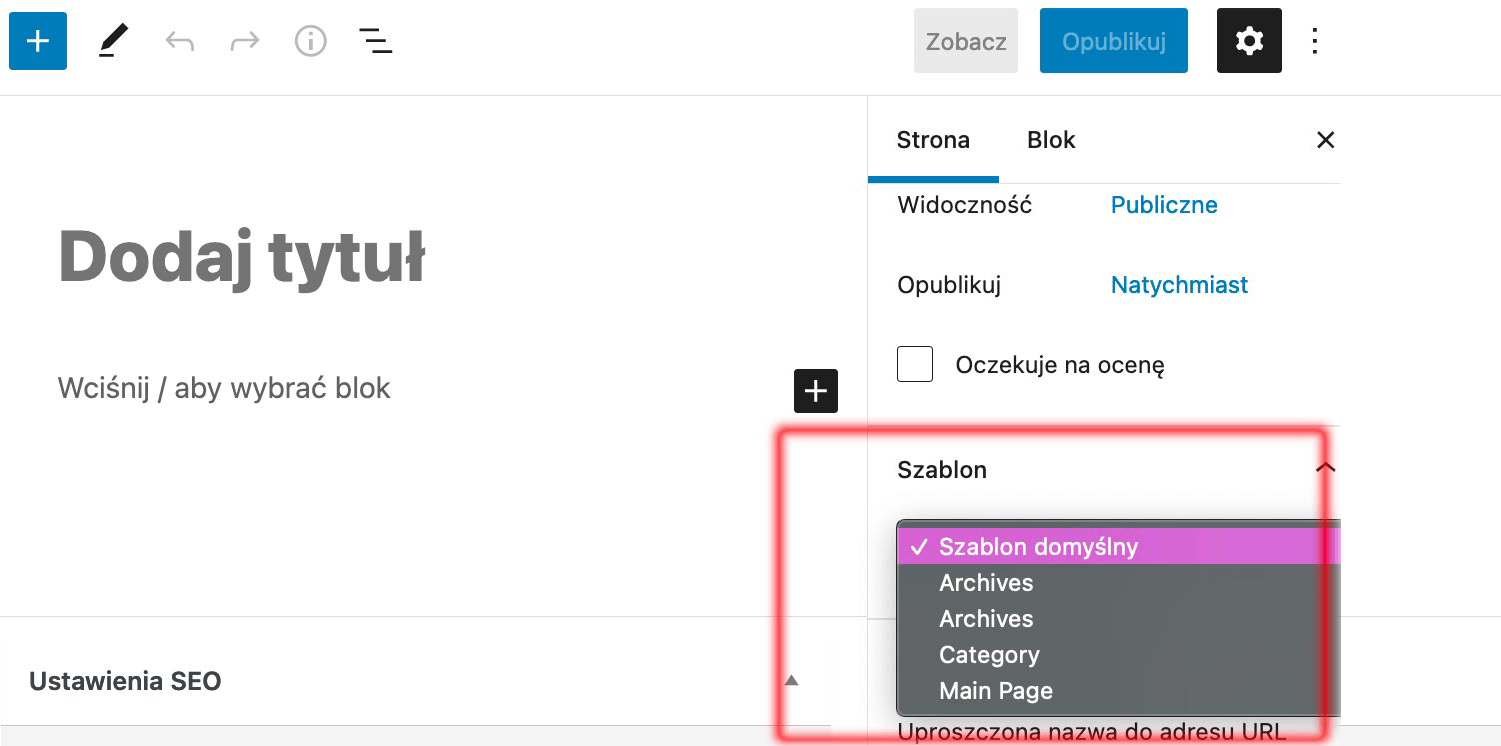 Zobacz
Opublikuj
Strona
Blok
Widoczność
Publiczne
Dodaj tytuł
Opublikuj
Natychmiast
Oczekuje na ocenę
Wciśnij / aby wybrać blok
Szablon
✓ Szablon domyślny
Archives
Archives
Category
Main Page
Ustawienia SEO
Uproszczona nazwa do adresu URL